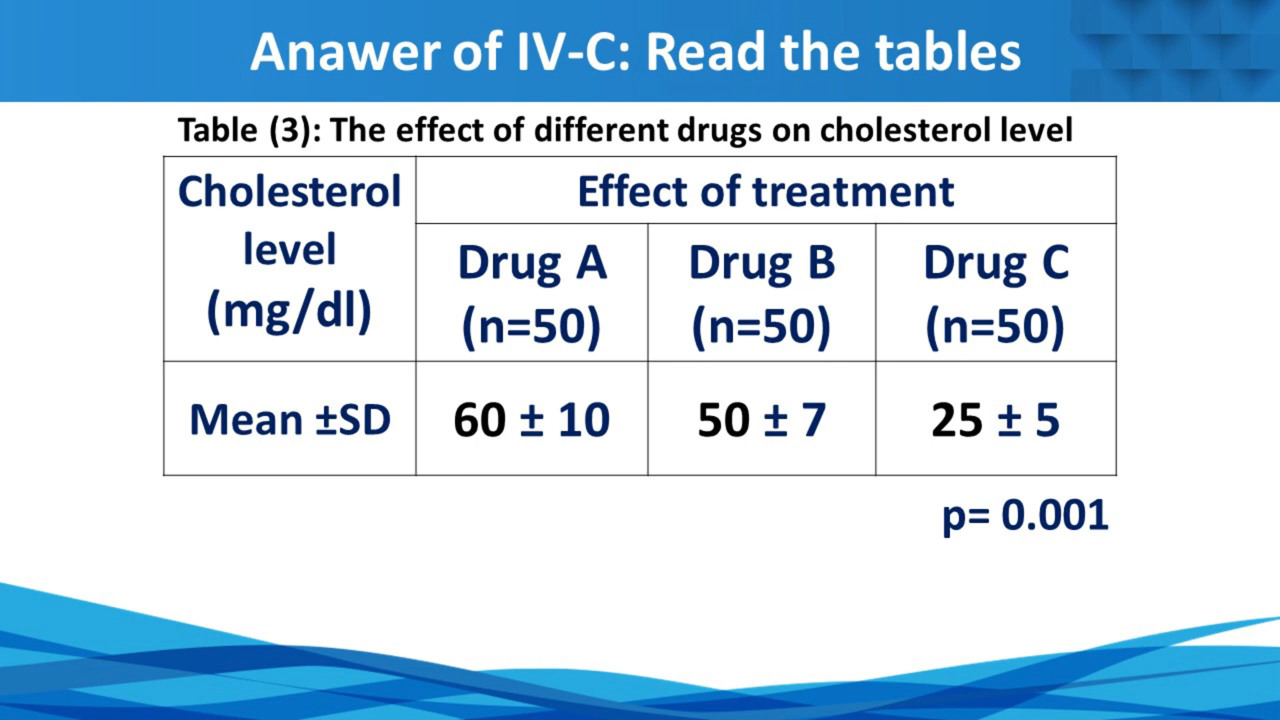 Anawer of IV-C: Read the tables
Table (3): The effect of different drugs on cholesterol level
Cholesterol
level
(mg/dl)
Effect of treatment
Drug A
(n=50)
Drug B
(n=50)
Drug C
(n=50)
Mean ±SD
60 ± 10
50 ± 7
25 ± 5
p= 0.001